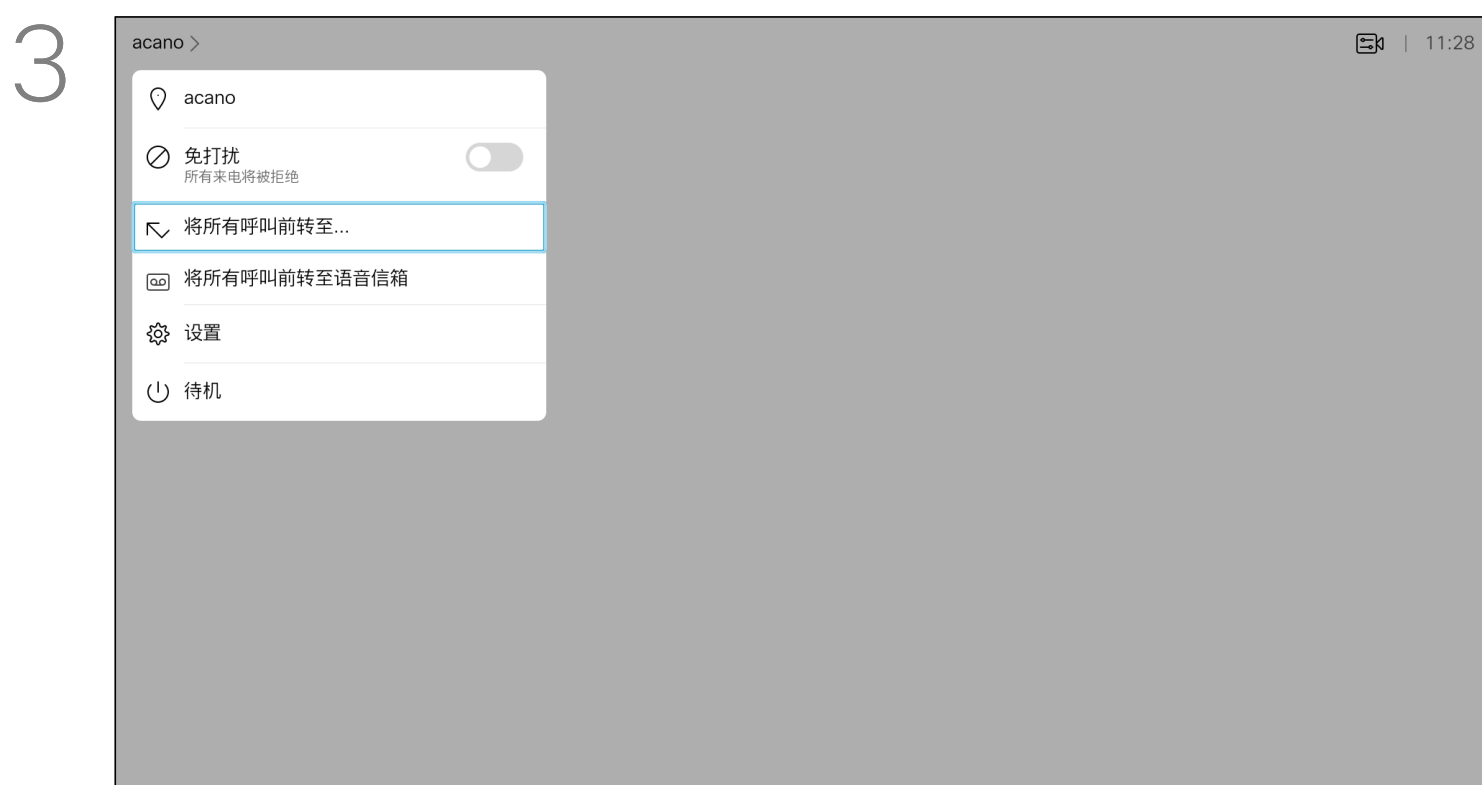 3
acano >
11:28
acano
免打扰
所有来电将被拒绝
将所有呼叫前转至...
将所有呼叫前转至语音信箱
设置
待机